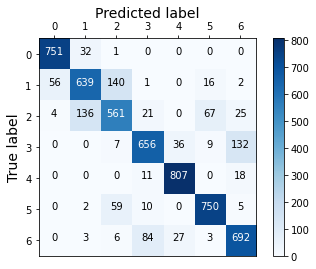 Predicted label
0 1 2 3 4 5 6
0 751 32 1 0 0 0 0 800
1 56 639 140 1 0 16 2 700
2 4 136 561 21 0 67 25 600
3 0 0 7 656 36 9 132 500
4 0 0 0 11 807 0 18 400
5 0 2 59 10 0 750 5 300
6 0 3 6 84 27 3 692 200
100
0
True label